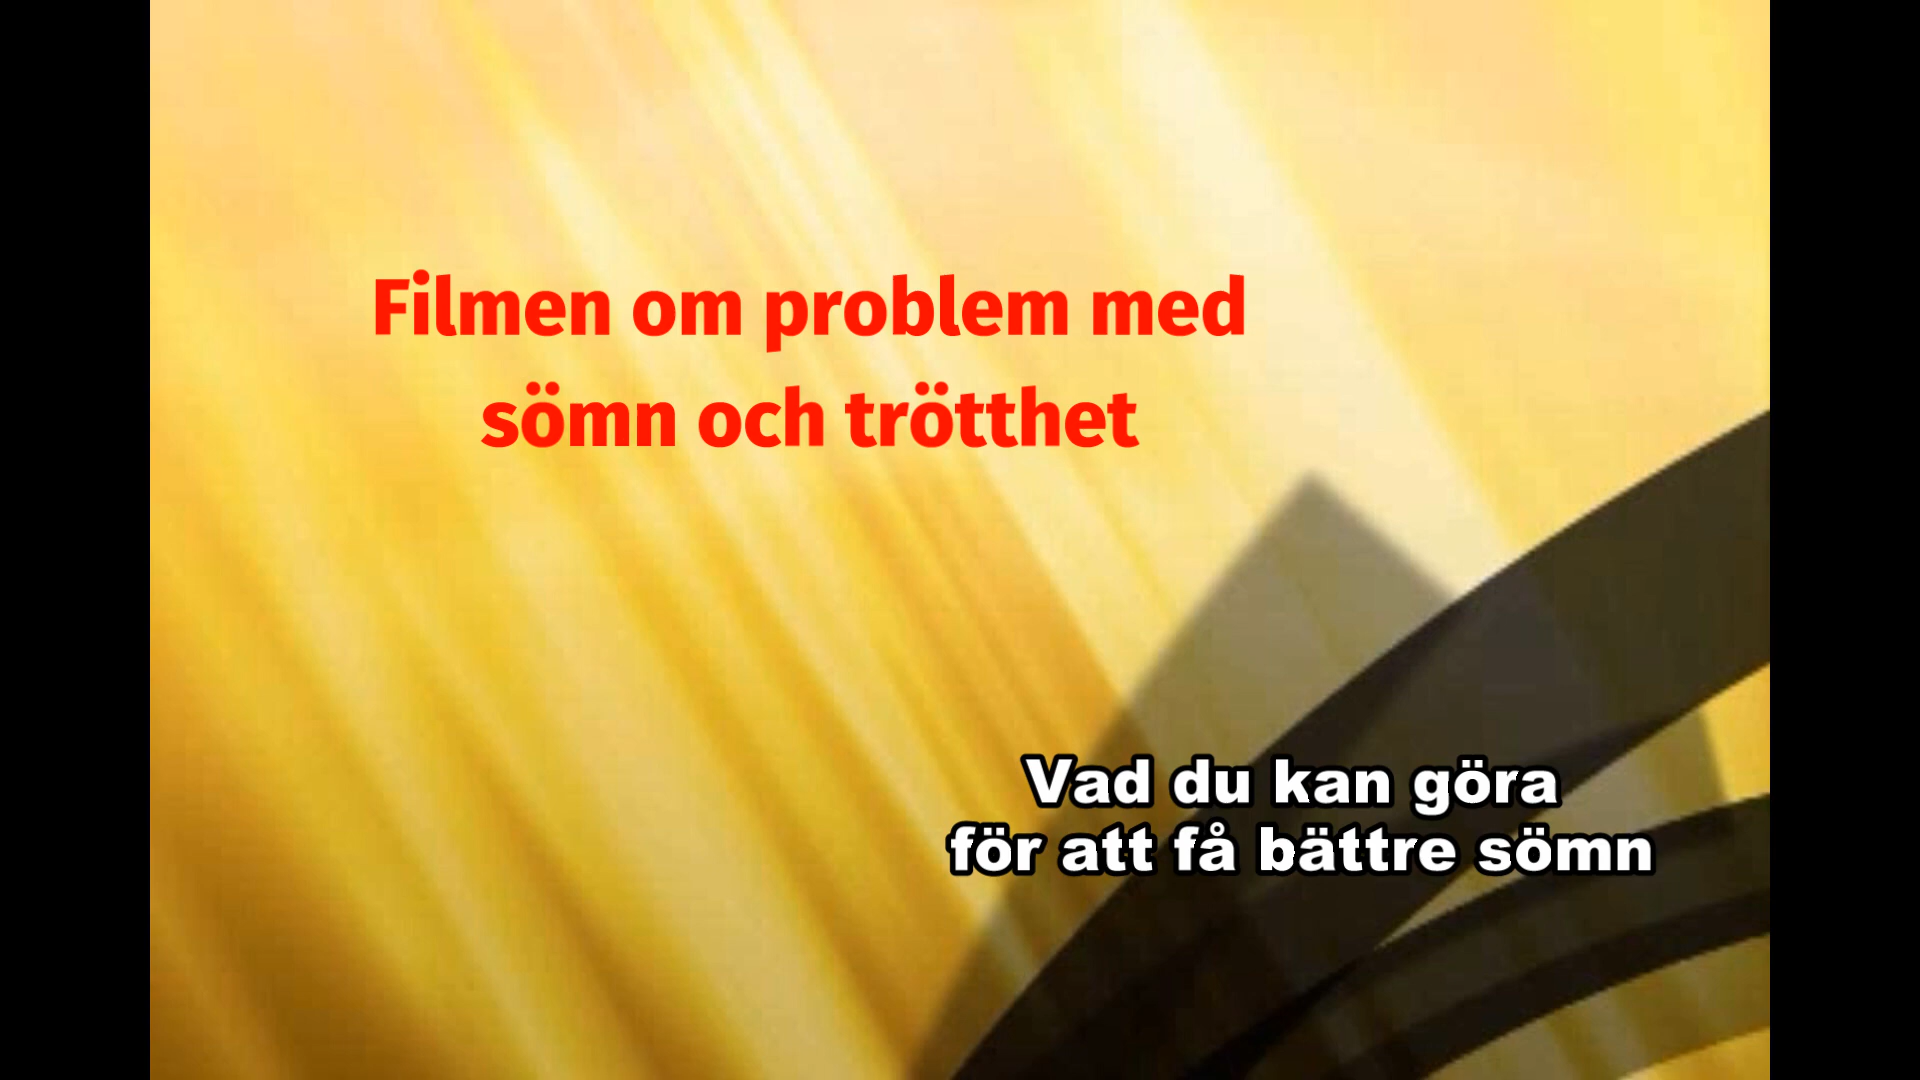 Filmen om problem med
sömn och trötthet
Vad du kan göra
för att få bättre sömn